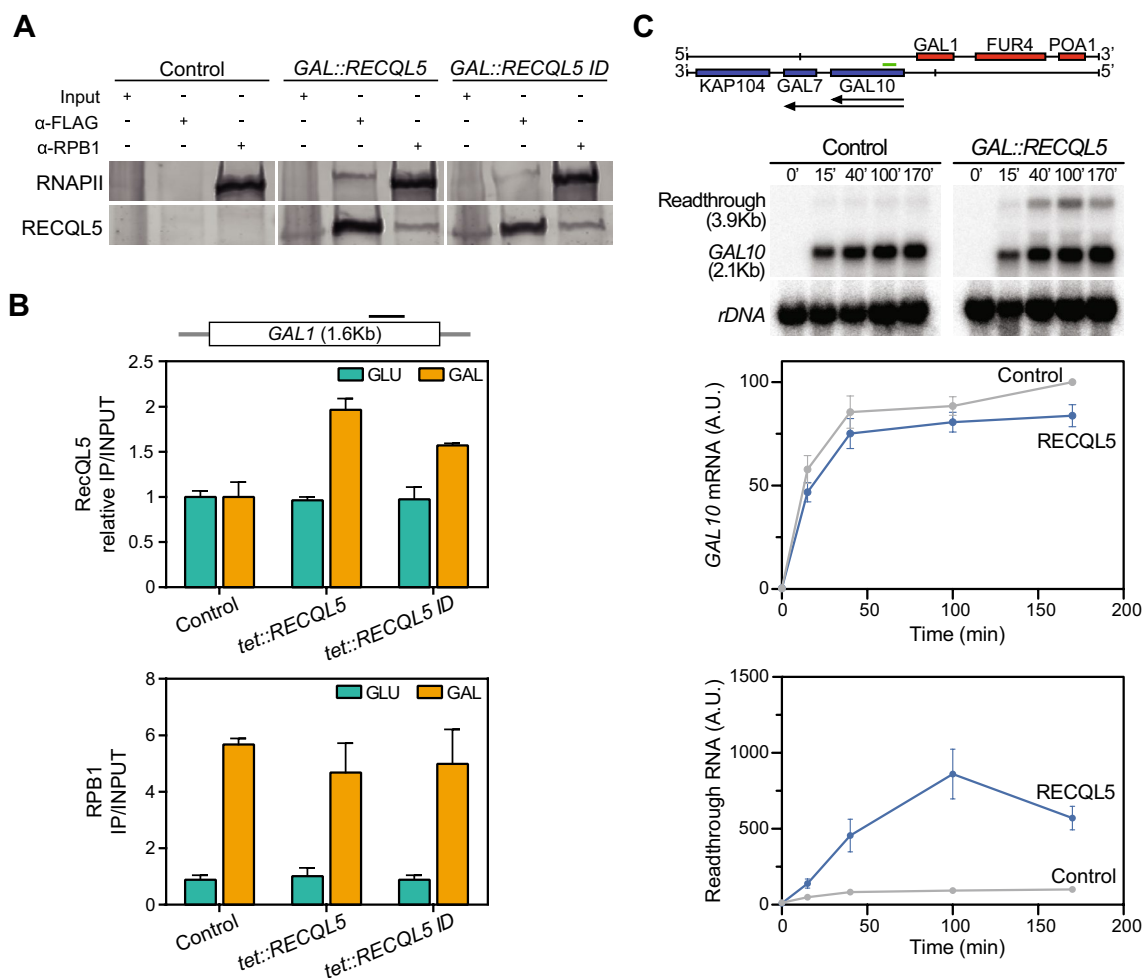 A
Control GAL::RECQL5 GAL::RECQL5 ID
Input + - - + - - + - -
α-FLAG - + - - + - - + -
α-RPB1 - - + - - + - - +
RNAPII
RECQL5
B
GAL1 (1.6Kb)
GLU GAL
RecQL5
relative IP/INPUT
2.5
2
1.5
1
0.5
0
Control tet::RECQL5 tet::RECQL5 ID
GLU GAL
RPB1
IP/INPUT
8
6
4
2
0
Control tet::RECQL5 tet::RECQL5 ID
C
GAL1 FUR4 POA1
5' 3'
3' 5'
KAP104 GAL7 GAL10
Control GAL::RECQL5
0' 15' 40' 100' 170' 0' 15' 40' 100' 170'
Readthrough
(3.9Kb)
GAL10
(2.1Kb)
rDNA
GAL10 mRNA (A.U.)
100
50
0
Control
RECQL5
0 50 100 150 200
Time (min)
Readthrough RNA (A.U.)
1500
1000
500
0
RECQL5
Control
0 50 100 150 200
Time (min)